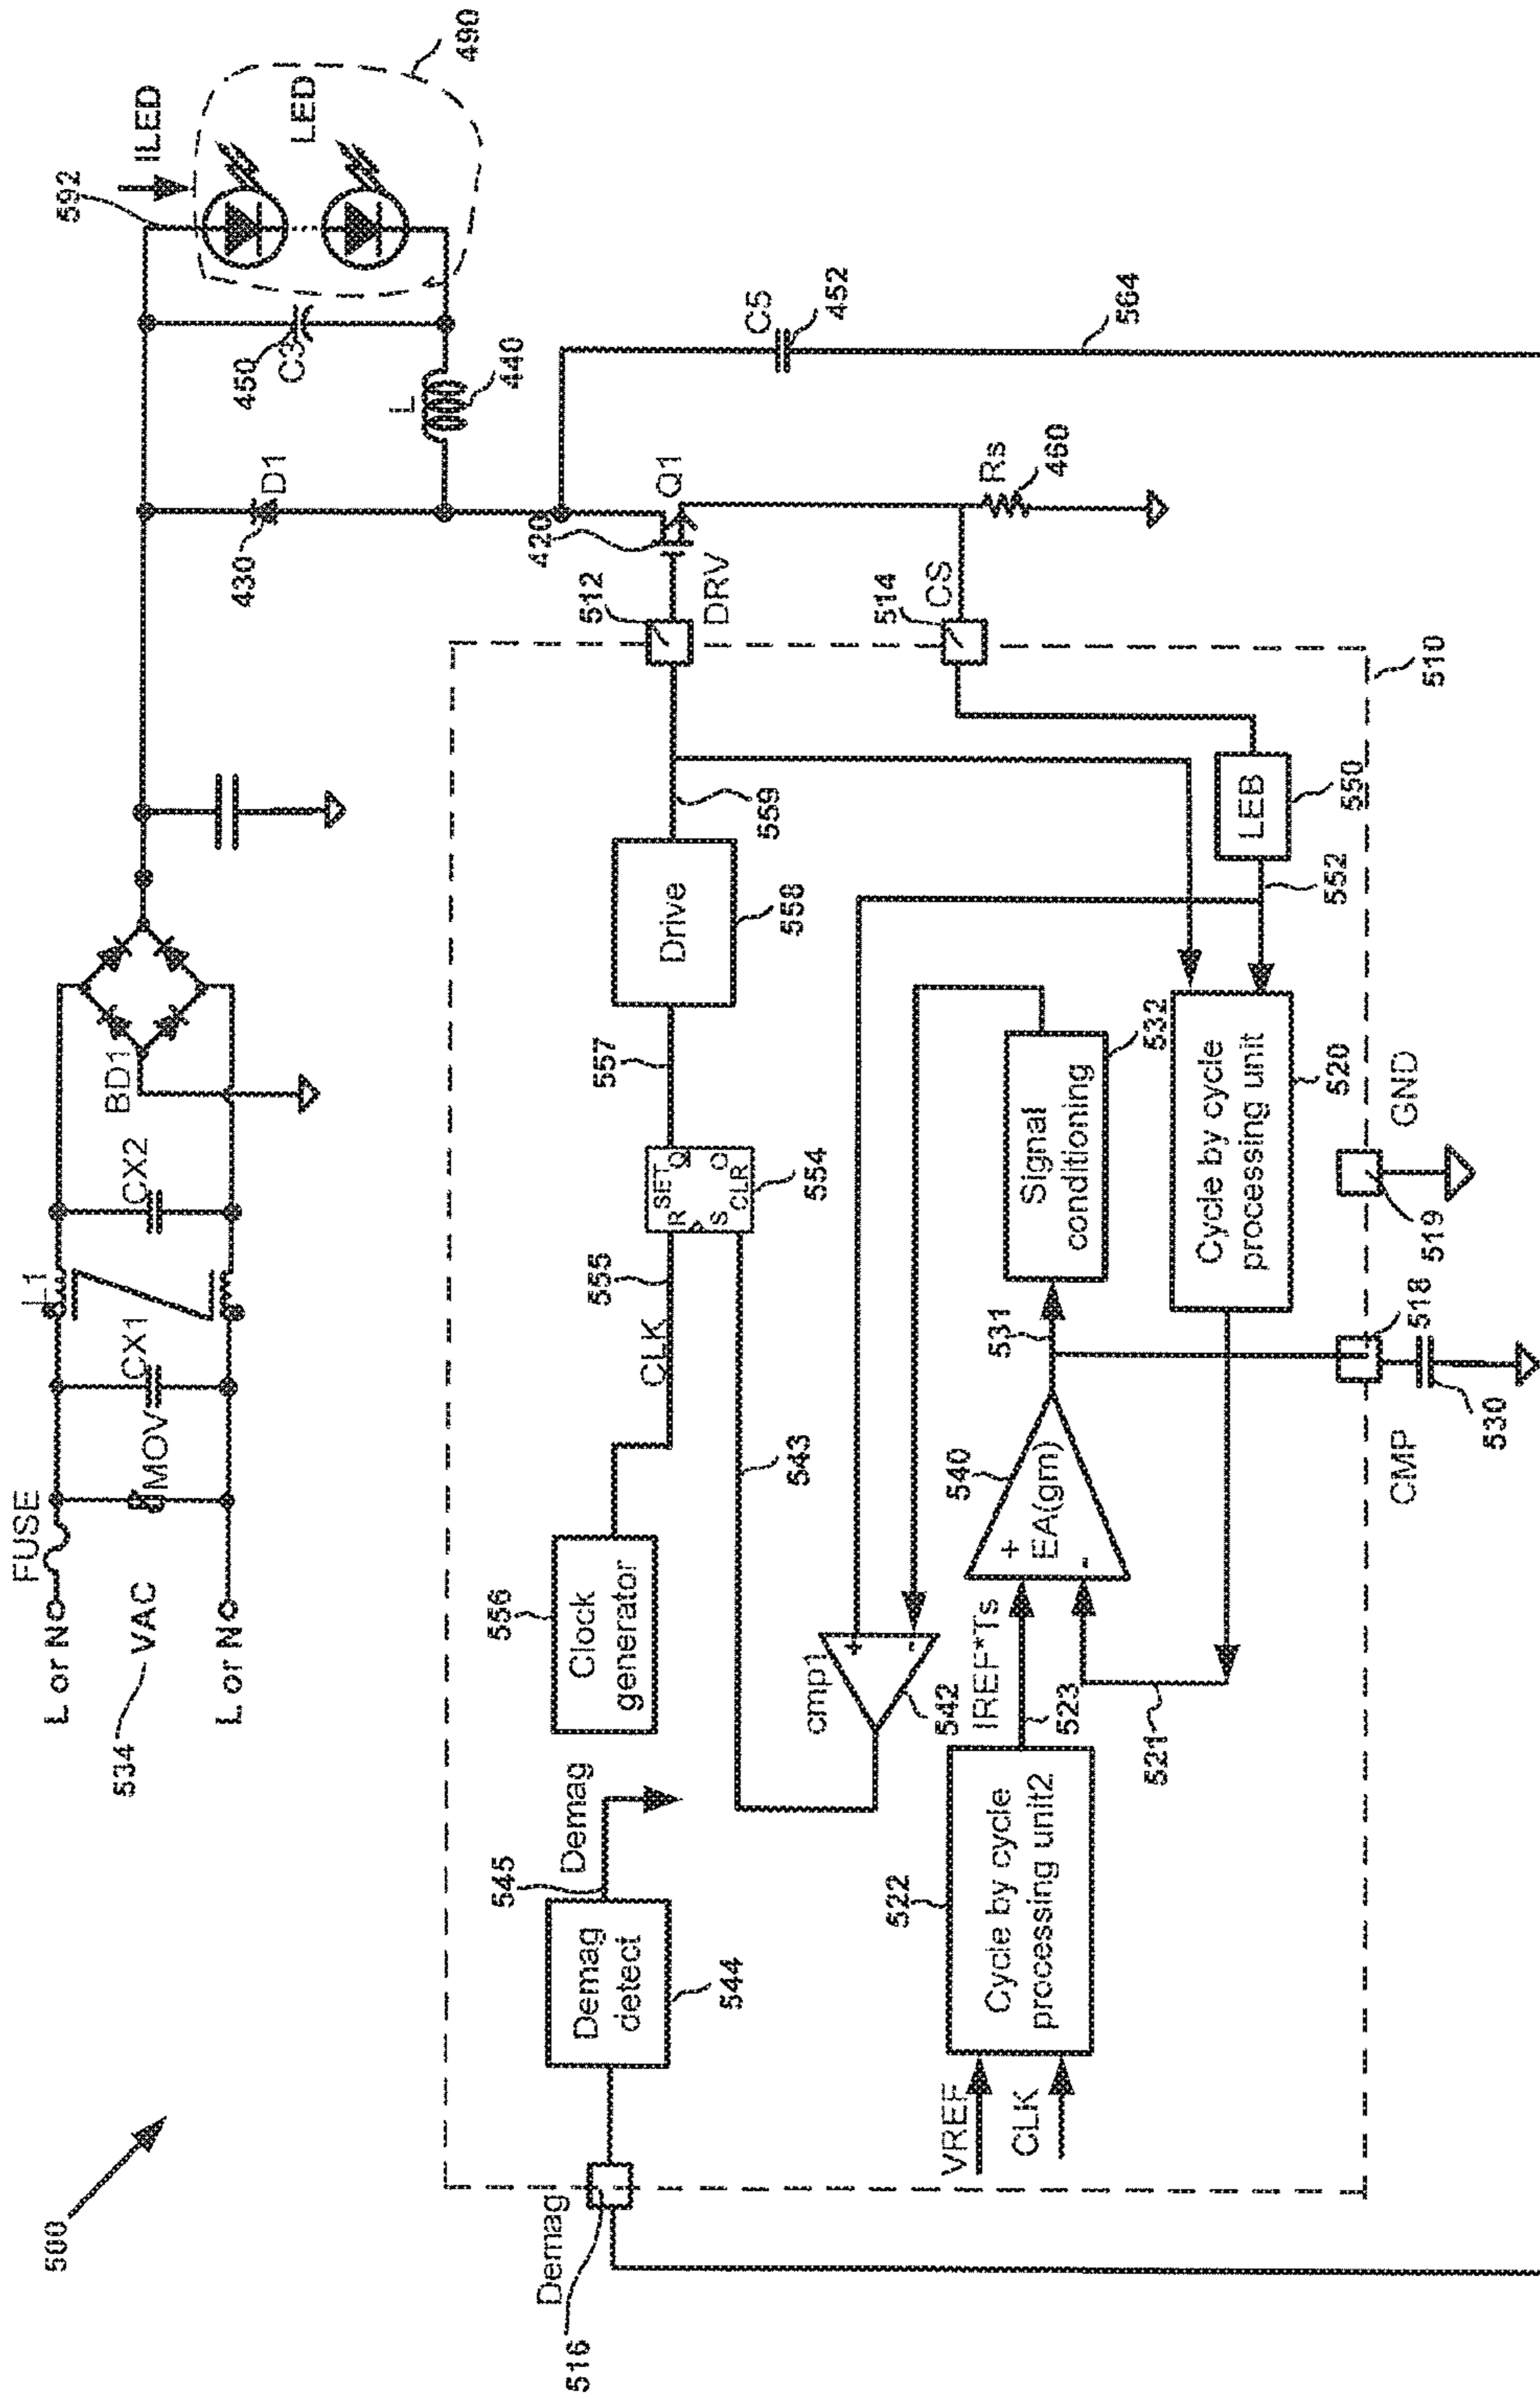 500
534
VAC
L or N
L or N
FUSE
MOV
CX1
L1
CX2
BD1
430
D1
450
C3
L
440
592
ILED
LED
490
420
Q1
C5
452
564
Rs
460
512
DRV
514
CS
510
516
Demag
Demag
detect
544
545
Demag
556
Clock
generator
CLK
555
SET
R
Q
S
Q
CLR
554
557
Drive
558
559
543
cmp1
+
-
542
VREF
CLK
522
Cycle by cycle
processing unit2
523
IREF*Ts
521
540
+
EA(gm)
-
531
Signal
conditioning
532
Cycle by cycle
processing unit
520
LEB
550
552
CMP
530
518
519
GND